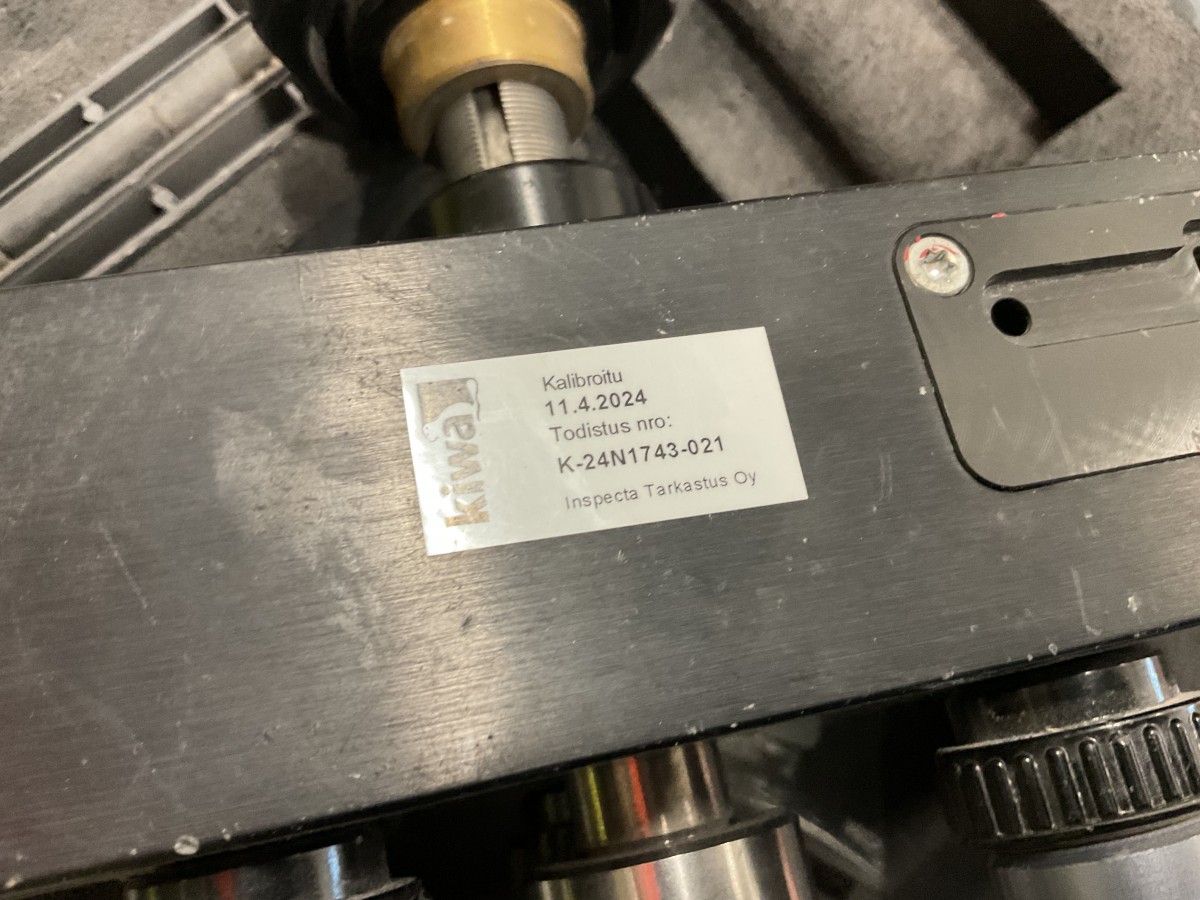 kiwa
Kalibroitu
11.4.2024
Todistus nro:
K-24N1743-021
Inspecta Tarkastus Oy